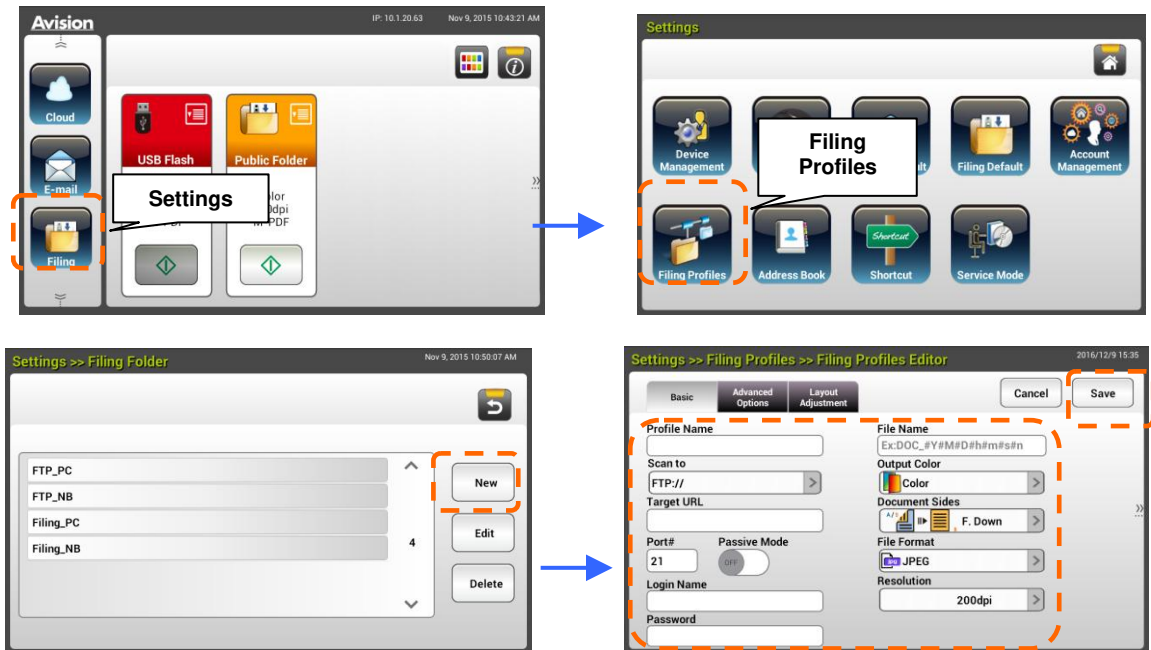 Avision
IP: 10.1.20.63 Nov 9, 2015 10:43:21 AM
Cloud
E-mail
Filing
USB Flash
Public Folder
Settings
PDF
M-PDF
Settings
Device
Management
Filing Default
Account
Management
Filing
Profiles
Filing Profiles
Address Book
Shortcut
Shortcut
Service Mode
Settings >> Filing Folder
Nov 9, 2015 10:50:07 AM
FTP_PC
FTP_NB
Filing_PC
Filing_NB
4
New
Edit
Delete
Settings >> Filing Profiles >> Filing Profiles Editor
2016/12/9 15:35
Basic
Advanced
Options
Layout
Adjustment
Cancel
Save
Profile Name
Scan to
FTP://
Target URL
Port# Passive Mode
21 OFF
Login Name
Password
File Name
Ex:DOC_#Y#M#D#h#m#s#n
Output Color
Color
Document Sides
F. Down
File Format
JPEG
Resolution
200dpi